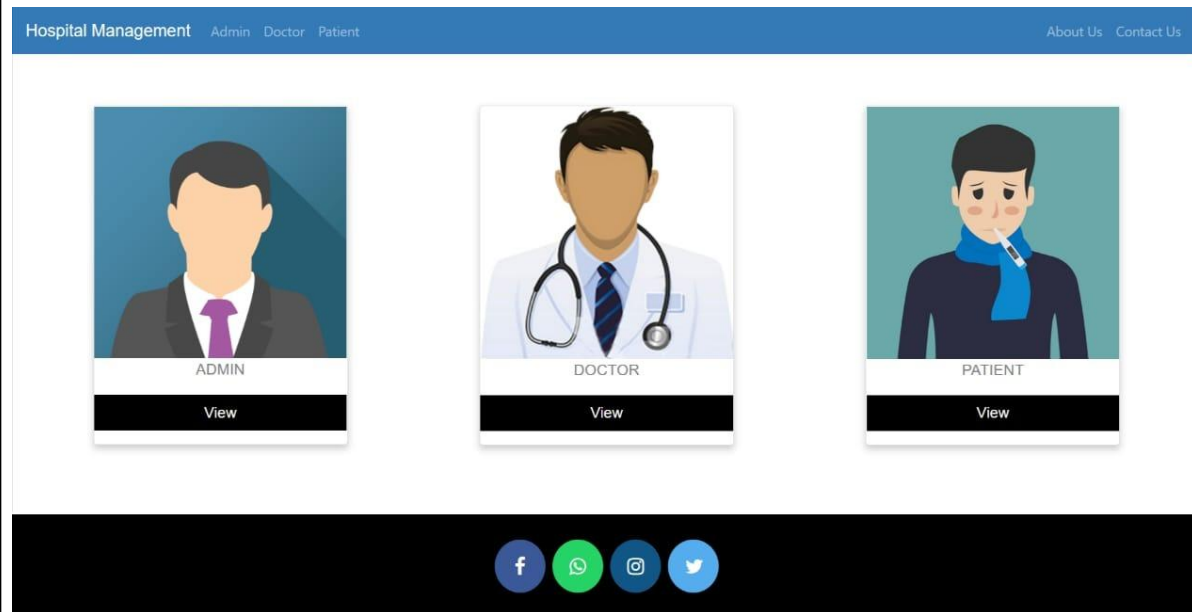 Hospital Management Admin Doctor Patient About Us Contact Us
ADMIN DOCTOR PATIENT
View View View